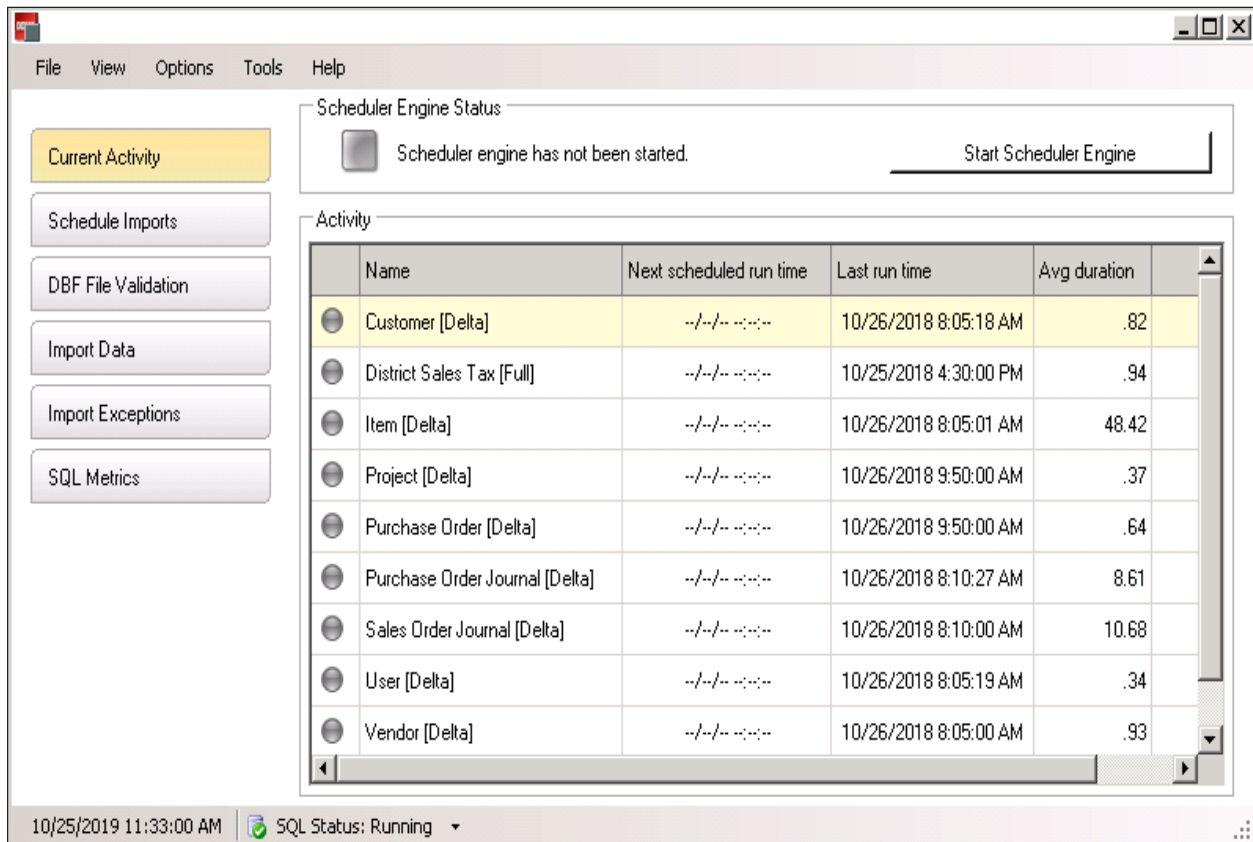 File View Options Tools Help
Current Activity
Schedule Imports
DBF File Validation
Import Data
Import Exceptions
SQL Metrics
Scheduler Engine Status
Scheduler engine has not been started.
Start Scheduler Engine
Activity
Name Next scheduled run time Last run time Avg duration
Customer [Delta] --/--/-- --:--:-- 10/26/2018 8:05:18 AM .82
District Sales Tax [Full] --/--/-- --:--:-- 10/25/2018 4:30:00 PM .94
Item [Delta] --/--/-- --:--:-- 10/26/2018 8:05:01 AM 48.42
Project [Delta] --/--/-- --:--:-- 10/26/2018 9:50:00 AM .37
Purchase Order [Delta] --/--/-- --:--:-- 10/26/2018 9:50:00 AM .64
Purchase Order Journal [Delta] --/--/-- --:--:-- 10/26/2018 8:10:27 AM 8.61
Sales Order Journal [Delta] --/--/-- --:--:-- 10/26/2018 8:10:00 AM 10.68
User [Delta] --/--/-- --:--:-- 10/26/2018 8:05:19 AM .34
Vendor [Delta] --/--/-- --:--:-- 10/26/2018 8:05:00 AM .93
10/25/2019 11:33:00 AM SQL Status: Running